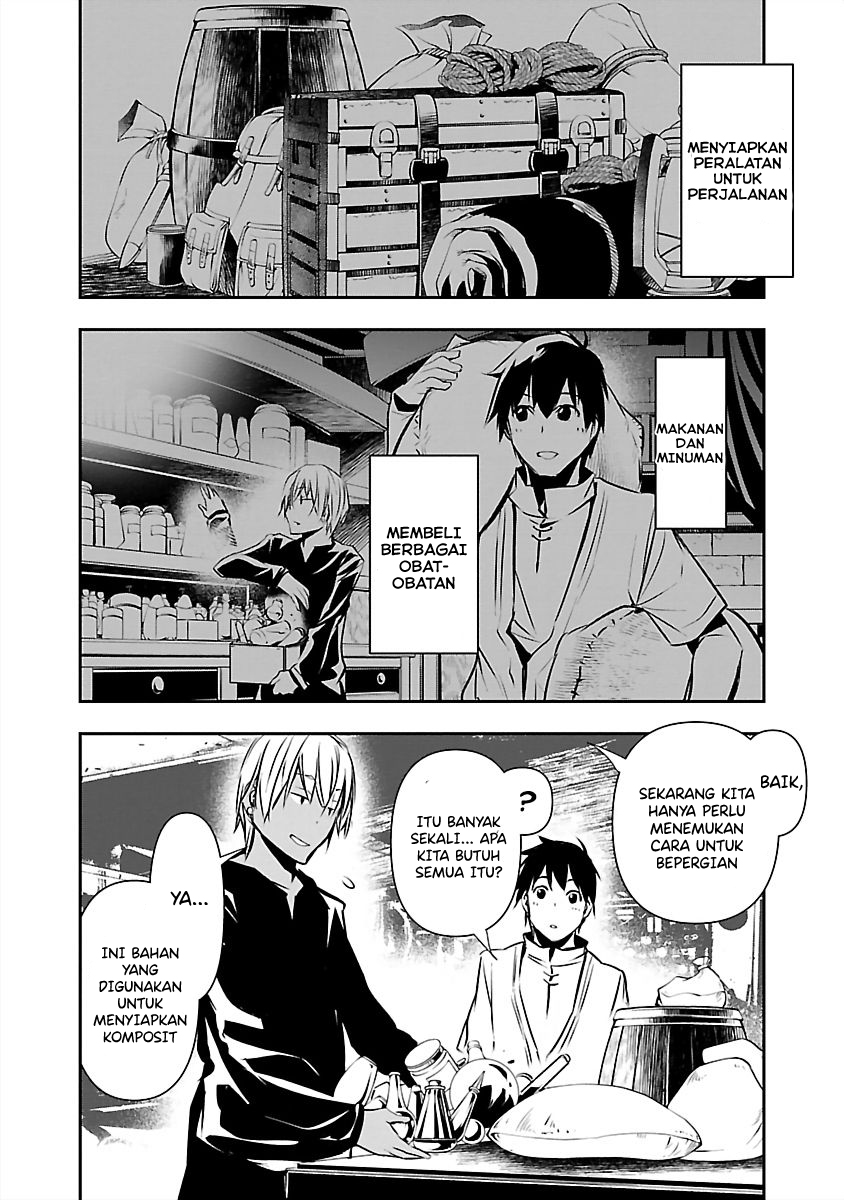 MENYIAPKAN
PERALATAN
UNTUK
PERJALANAN
MAKANAN
DAN
MINUMAN
MEMBELI
BERBAGAI
OBAT-
OBATAN
BAIK,
SEKARANG KITA
HANYA PERLU
MENEMUKAN
CARA UNTUK
BEPERGIAN
?
ITU BANYAK
SEKALI... APA
KITA BUTUH
SEMUA ITU?
YA...
INI BAHAN
YANG
DIGUNAKAN
UNTUK
MENYIAPKAN
KOMPOSIT